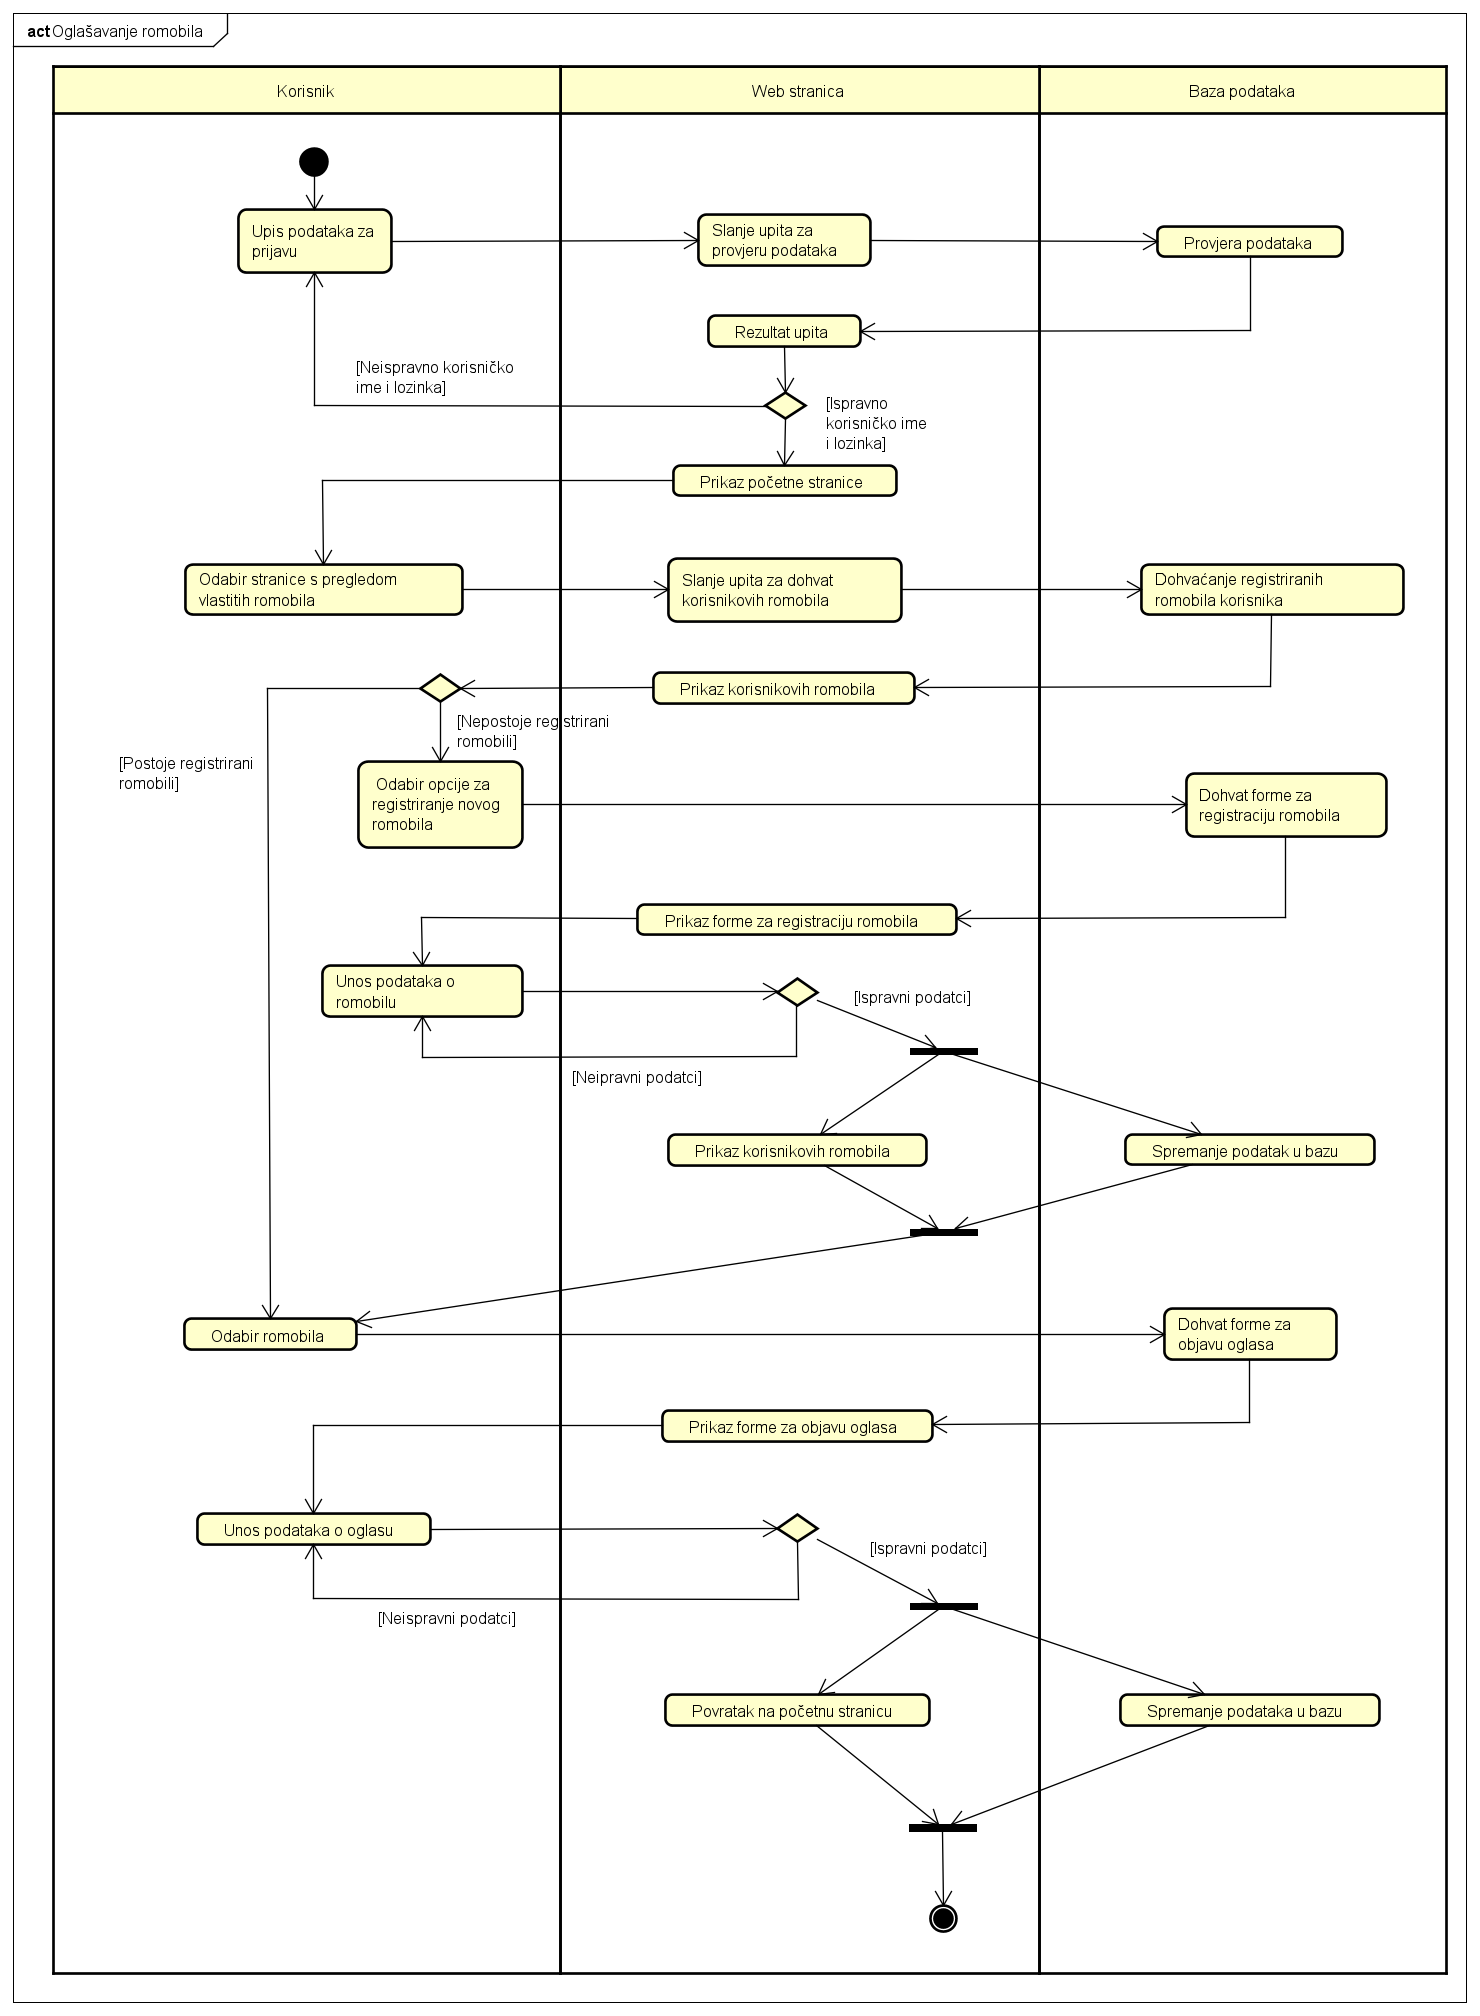 act Oglašavanje romobila
Korisnik
Web stranica
Baza podataka
Upis podataka za
prijavu
Slanje upita za
provjeru podataka
Provjera podataka
Rezultat upita
[Neispravno korisničko
ime i lozinka]
[Ispravno
korisničko ime
i lozinka]
Prikaz početne stranice
Odabir stranice s pregledom
vlastitih romobila
Slanje upita za dohvat
korisnikovih romobila
Dohvaćanje registriranih
romobila korisnika
Prikaz korisnikovih romobila
[Nepostoje registrirani
romobili]
[Postoje registrirani
romobili]
Odabir opcije za
registriranje novog
romobila
Dohvat forme za
registraciju romobila
Prikaz forme za registraciju romobila
Unos podataka o
romobilu
[Ispravni podatci]
[Neipravni podatci]
Prikaz korisnikovih romobila
Spremanje podatak u bazu
Odabir romobila
Dohvat forme za
objavu oglasa
Prikaz forme za objavu oglasa
Unos podataka o oglasu
[Ispravni podatci]
[Neispravni podatci]
Povratak na početnu stranicu
Spremanje podataka u bazu